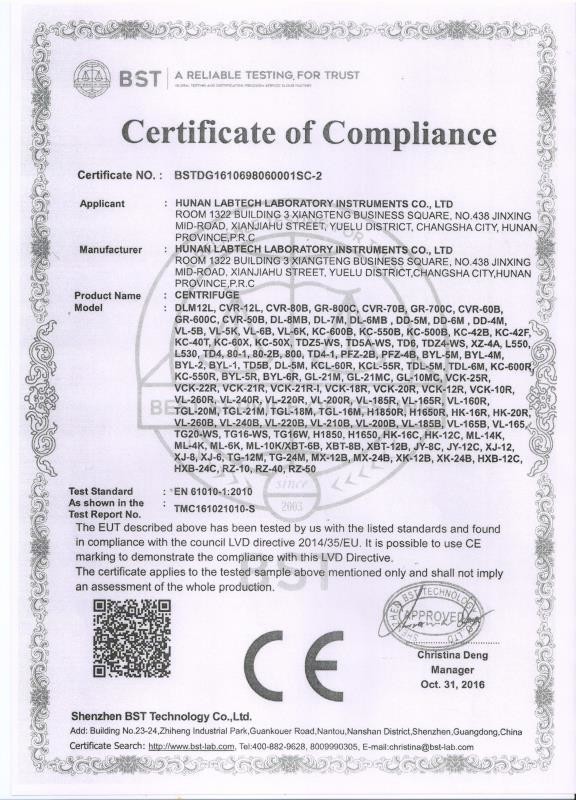 BST
A RELIABLE TESTING, FOR TRUST
GLOBAL TESTING AND CERTIFICATION PRECISION SERVICE CLOUD FACTORY
Certificate of Compliance
Certificate NO. : BSTDG1610698060001SC-2
Applicant : HUNAN LABTECH LABORATORY INSTRUMENTS CO., LTD
ROOM 1322 BUILDING 3 XIANGTENG BUSINESS SQUARE, NO.438 JINXING
MID-ROAD, XIANJIAHU STREET, YUELU DISTRICT, CHANGSHA CITY, HUNAN
PROVINCE,P.R.C
Manufacturer : HUNAN LABTECH LABORATORY INSTRUMENTS CO., LTD
ROOM 1322 BUILDING 3 XIANGTENG BUSINESS SQUARE, NO.438 JINXING
MID-ROAD, XIANJIAHU STREET, YUELU DISTRICT,CHANGSHA CITY,HUNAN
PROVINCE,P.R.C
Product Name : CENTRIFUGE
Model : DLM12L, CVR-12L, CVR-80B, GR-800C, CVR-70B, GR-700C, CVR-60B,
GR-600C, CVR-50B, DL-8MB, DL-7M, DL-6MB , DD-5M, DD-6M , DD-4M,
VL-5B, VL-5K, VL-6B, VL-6K, KC-600B, KC-550B, KC-500B, KC-42B, KC-42F,
KC-40T, KC-60X, KC-50X, TDZ5-WS, TD5A-WS, TD6, TDZ4-WS, XZ-4A, L550,
L530, TD4, 80-1, 80-2B, 800, TD4-1, PFZ-2B, PFZ-4B, BYL-5M, BYL-4M,
BYL-2, BYL-1, TD5B, DL-5M, KCL-60R, KCL-55R, TDL-5M, TDL-6M, KC-600R,
KC-550R, BYL-5R, BYL-6R, GL-21M, GL-21MC, GL-10MC, VCK-25R,
VCK-22R, VCK-21R, VCK-21R-I, VCK-18R, VCK-20R, VCK-12R, VCK-10R,
VL-260R, VL-240R, VL-220R, VL-200R, VL-185R, VL-165R, VL-160R,
TGL-20M, TGL-21M, TGL-18M, TGL-16M, H1850R, H1650R, HK-16R, HK-20R,
VL-260B, VL-240B, VL-220B, VL-210B, VL-200B, VL-185B, VL-165B, VL-165,
TG20-WS, TG16-WS, TG16W, H1850, H1650, HK-16C, HK-12C, ML-14K,
ML-4K, ML-6K, ML-10K/XBT-6B, XBT-8B, XBT-12B, JY-8C, JY-12C, XJ-12,
XJ-8, XJ-6, TG-12M, TG-24M, MX-12B, MX-24B, XK-12B, XK-24B, HXB-12C,
HXB-24C, RZ-10, RZ-40, RZ-50
Test Standard : EN 61010-1:2010
As shown in the
Test Report No. : TMC161021010-S
The EUT described above has been tested by us with the listed standards and found
in compliance with the council LVD directive 2014/35/EU. It is possible to use CE
marking to demonstrate the compliance with this LVD Directive.
The certificate applies to the tested sample above mentioned only and shall not imply
an assessment of the whole production.
since
2003
BST
CE
APPROVED
Christina Deng
Manager
Oct. 31, 2016
Shenzhen BST Technology Co.,Ltd.
Add: Building No.23-24,Zhiheng Industrial Park,Guankouer Road,Nantou,Nanshan District,Shenzhen,Guangdong,China
Certificate Search: http://www.bst-lab.com, Tel:400-882-9628, 8009990305, E-mail:christina@bst-lab.com